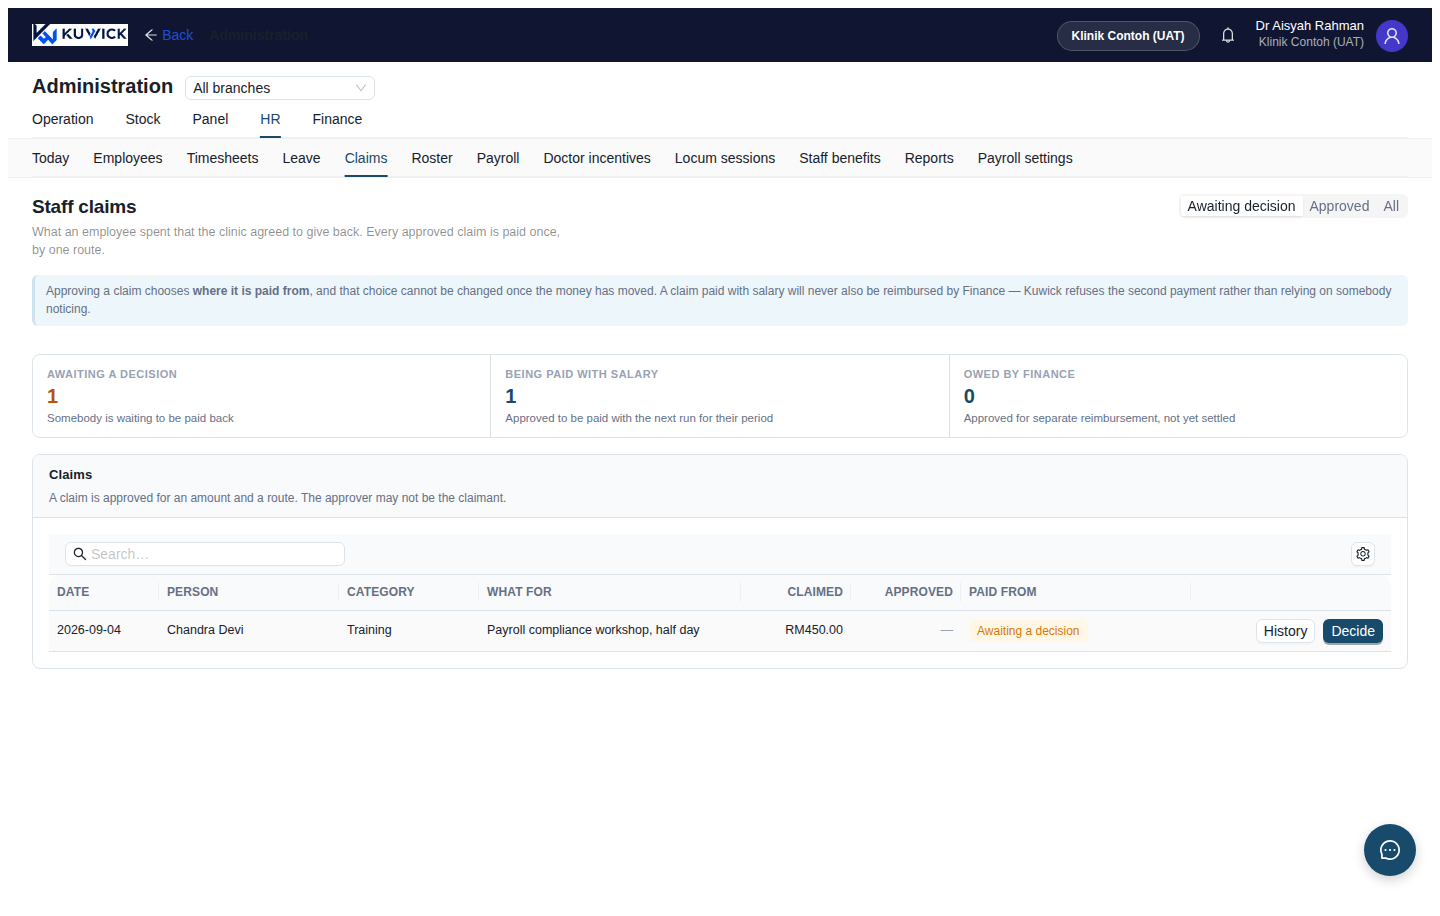 KUWICK
Back
Administration
Klinik Contoh (UAT)
Dr Aisyah Rahman
Klinik Contoh (UAT)
Administration
All branches
Operation
Stock
Panel
HR
Finance
Today
Employees
Timesheets
Leave
Claims
Roster
Payroll
Doctor incentives
Locum sessions
Staff benefits
Reports
Payroll settings
Staff claims
What an employee spent that the clinic agreed to give back. Every approved claim is paid once,
by one route.
Awaiting decision
Approved
All
Approving a claim chooses where it is paid from, and that choice cannot be changed once the money has moved. A claim paid with salary will never also be reimbursed by Finance — Kuwick refuses the second payment rather than relying on somebody
noticing.
AWAITING A DECISION
1
Somebody is waiting to be paid back
BEING PAID WITH SALARY
1
Approved to be paid with the next run for their period
OWED BY FINANCE
0
Approved for separate reimbursement, not yet settled
Claims
A claim is approved for an amount and a route. The approver may not be the claimant.
Search…
DATE
PERSON
CATEGORY
WHAT FOR
CLAIMED
APPROVED
PAID FROM
2026-09-04
Chandra Devi
Training
Payroll compliance workshop, half day
RM450.00
—
Awaiting a decision
History
Decide